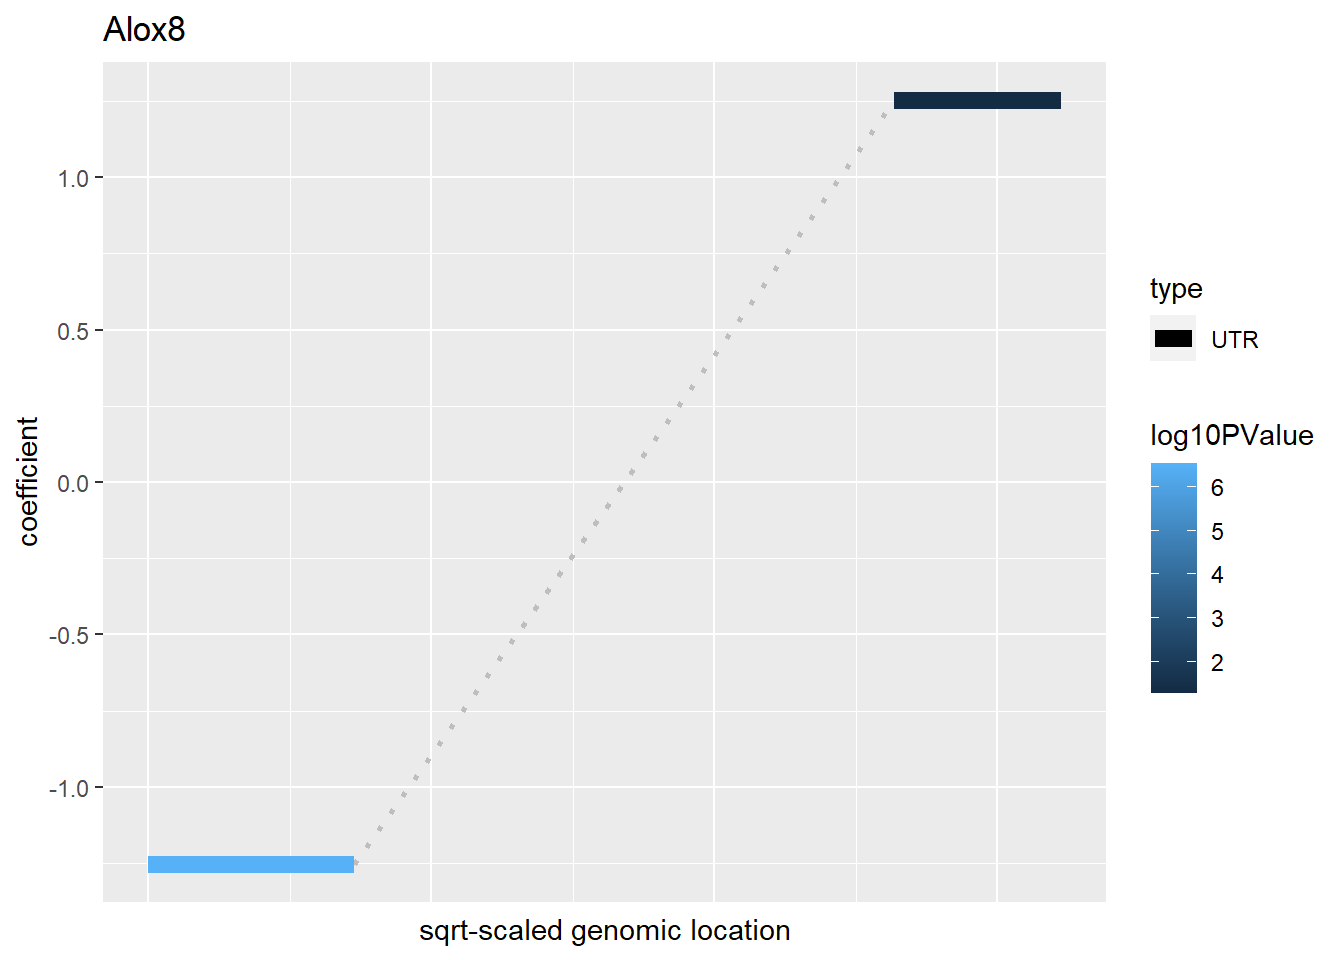 Alox8
1.0
0.5
0.0
-0.5
-1.0
coefficient
sqrt-scaled genomic location
type
UTR
log10PValue
6
5
4
3
2